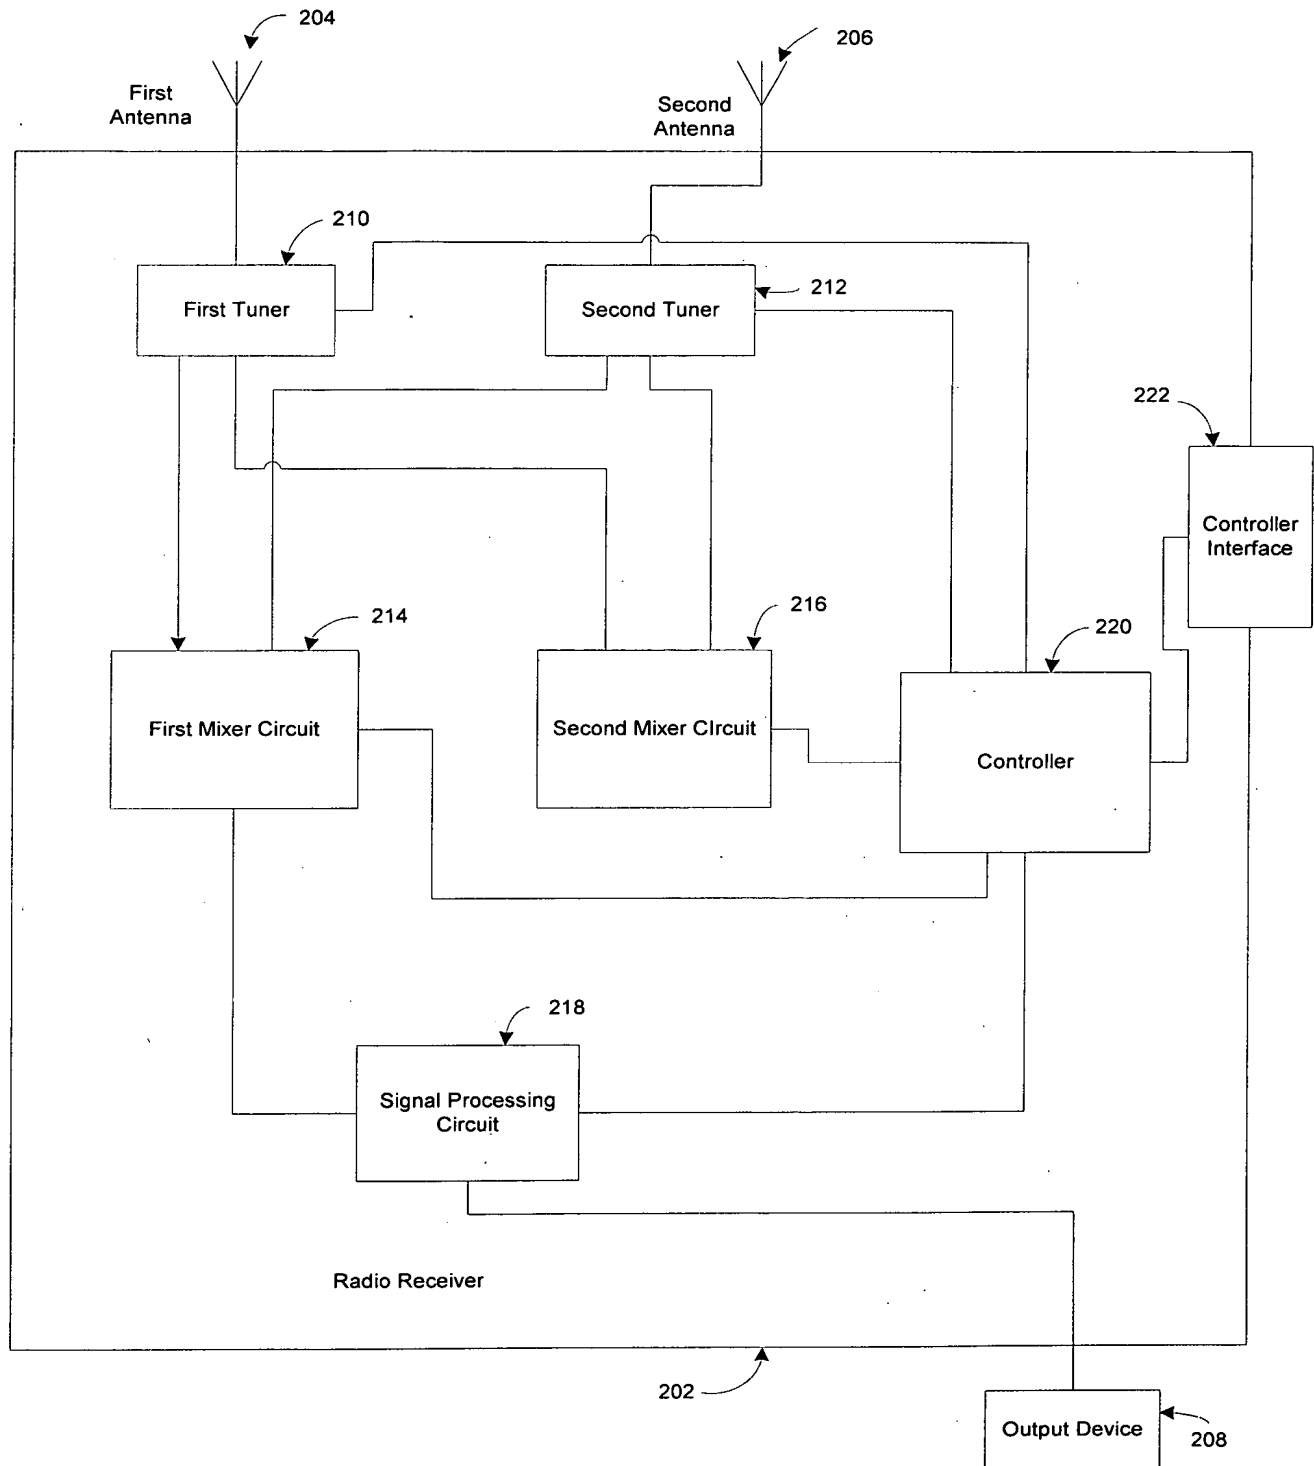 204
206
First
Antenna
Second
Antenna
210
First Tuner
Second Tuner
212
222
Controller
Interface
214
216
220
First Mixer Circuit
Second Mixer CIrcuit
Controller
218
Signal Processing
Circuit
Radio Receiver
202
Output Device
208